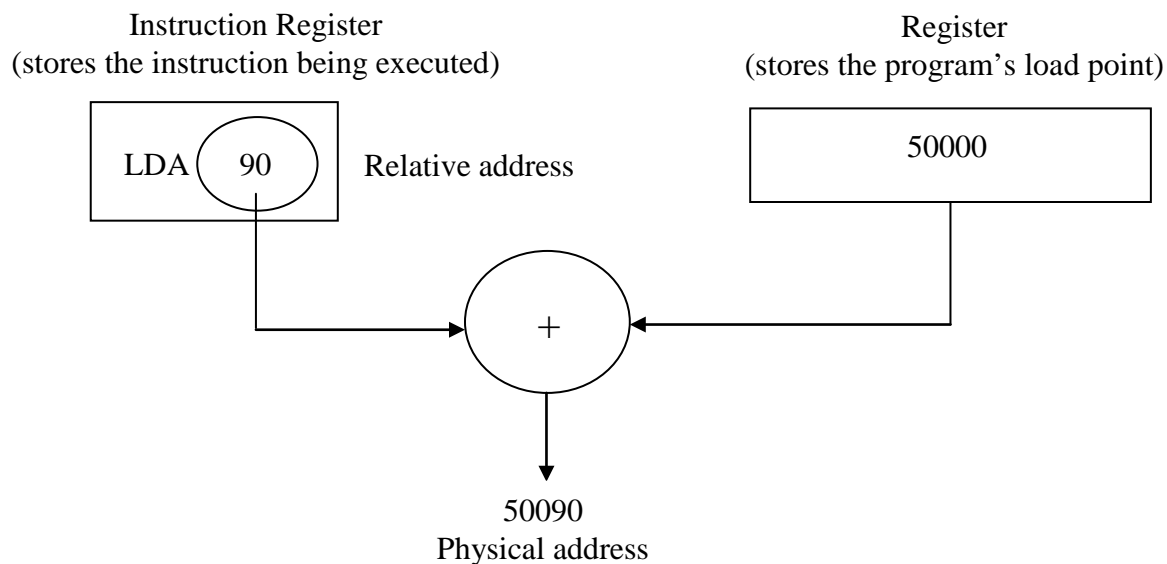 Instruction Register
(stores the instruction being executed)
Register
(stores the program’s load point)
LDA 90
Relative address
50000
+
50090
Physical address